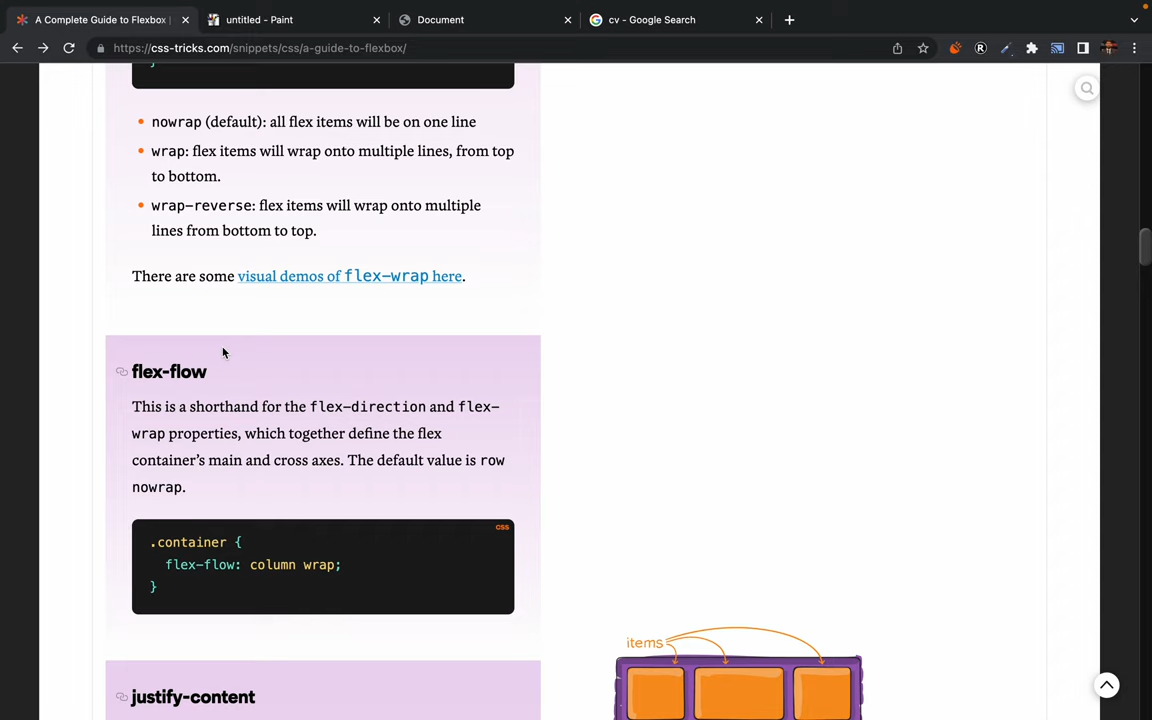 A Complete Guide to Flexbox |
untitled - Paint
Document
cv - Google Search
https://css-tricks.com/snippets/css/a-guide-to-flexbox/
}
nowrap (default): all flex items will be on one line
wrap: flex items will wrap onto multiple lines, from top
to bottom.
wrap-reverse: flex items will wrap onto multiple
lines from bottom to top.
There are some visual demos of flex-wrap here.
flex-flow
This is a shorthand for the flex-direction and flex-
wrap properties, which together define the flex
container’s main and cross axes. The default value is row
nowrap.
CSS
.container {
flex-flow: column wrap;
}
items
justify-content